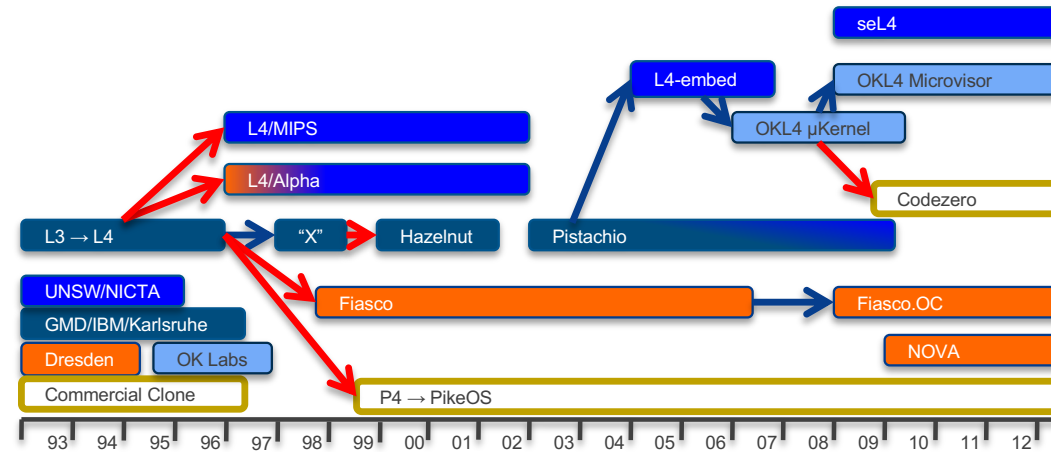 seL4
L4-embed
OKL4 Microvisor
L4/MIPS
OKL4 μKernel
L4/Alpha
Codezero
L3 → L4
“X”
Hazelnut
Pistachio
UNSW/NICTA
Fiasco
Fiasco.OC
GMD/IBM/Karlsruhe
Dresden
OK Labs
NOVA
Commercial Clone
P4 → PikeOS
93 94 95 96 97 98 99 00 01 02 03 04 05 06 07 08 09 10 11 12